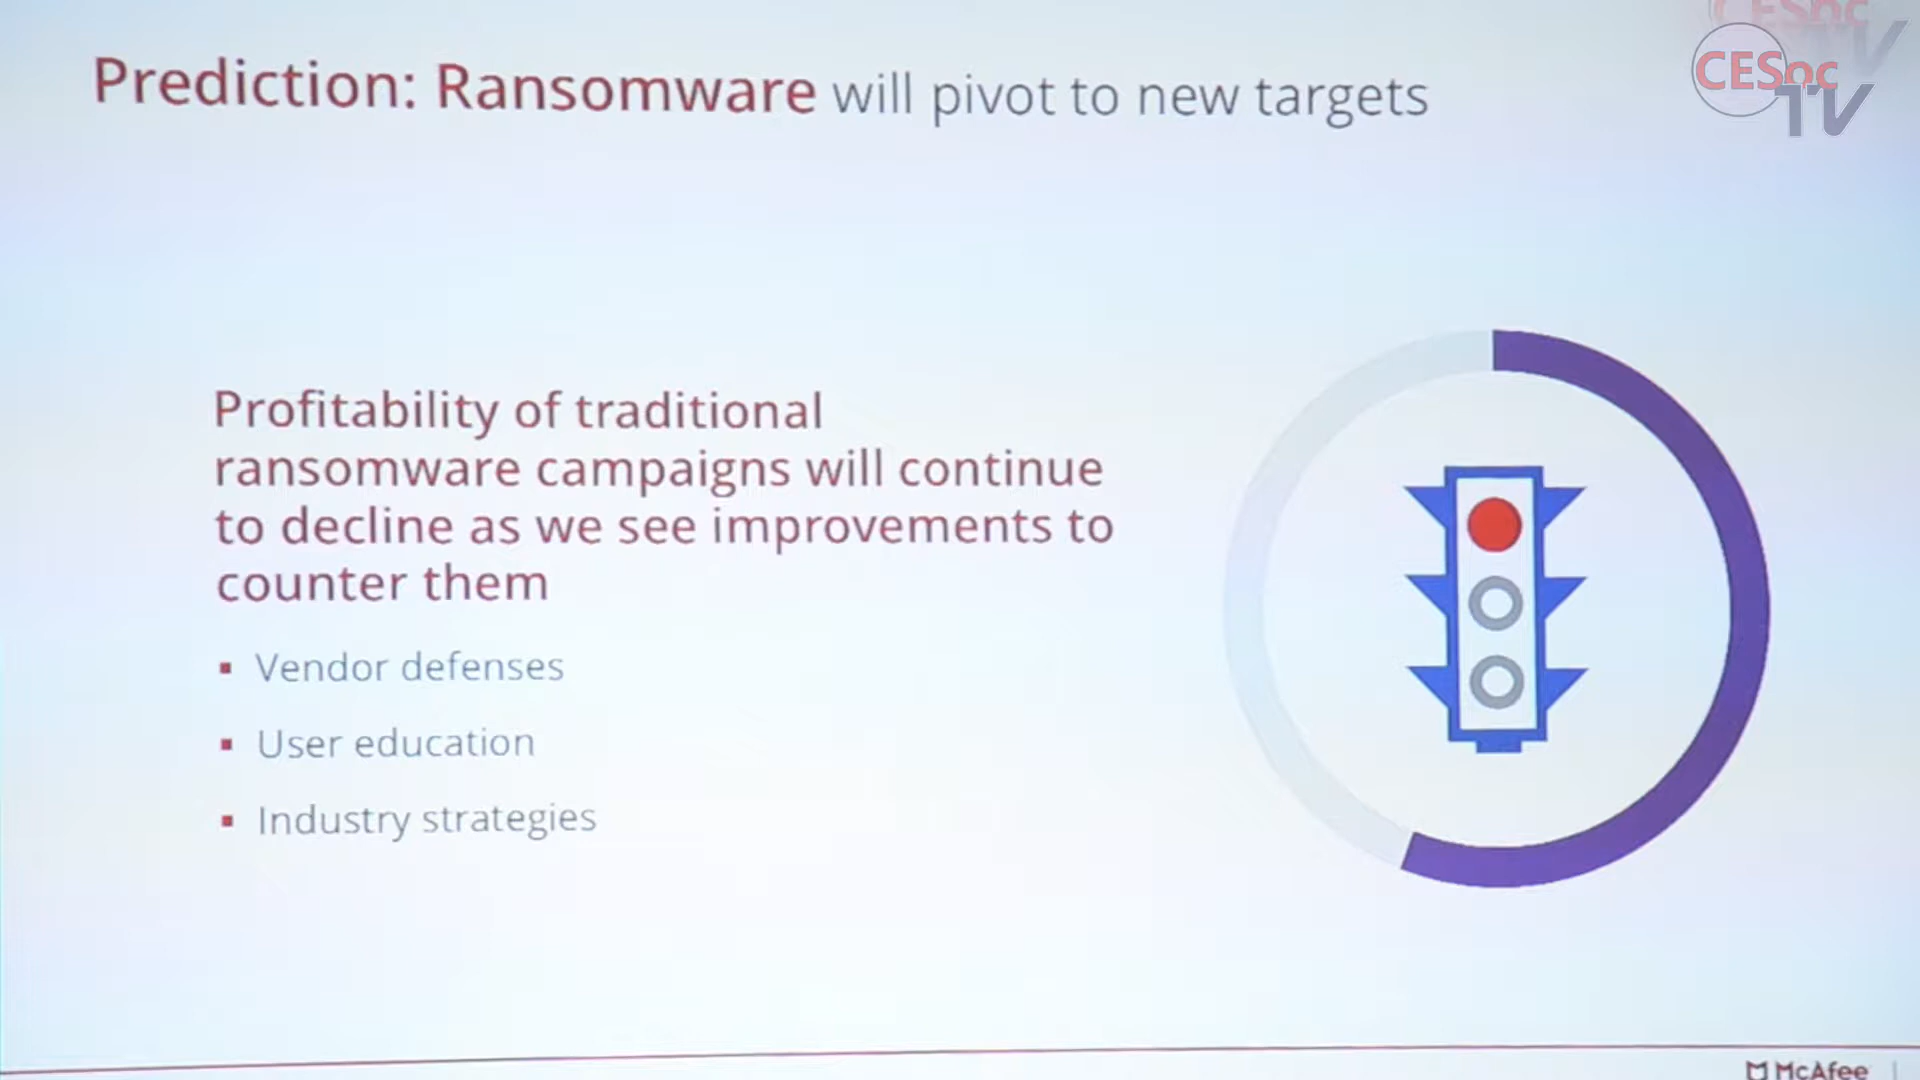 CESoc
TV
Prediction: Ransomware will pivot to new targets
Profitability of traditional
ransomware campaigns will continue
to decline as we see improvements to
counter them
▪ Vendor defenses
▪ User education
▪ Industry strategies
McAfee